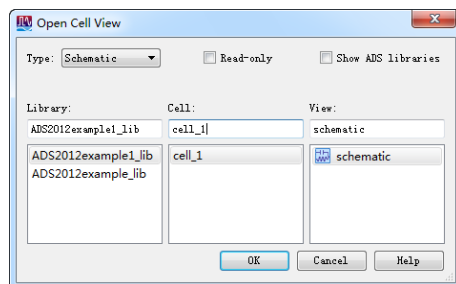 Open Cell View
Type: Schematic Read-only Show ADS libraries
Library: Cell: View:
ADS2012example1_lib cell_1 schematic
ADS2012example1_lib cell_1 schematic
ADS2012example_lib
OK Cancel Help